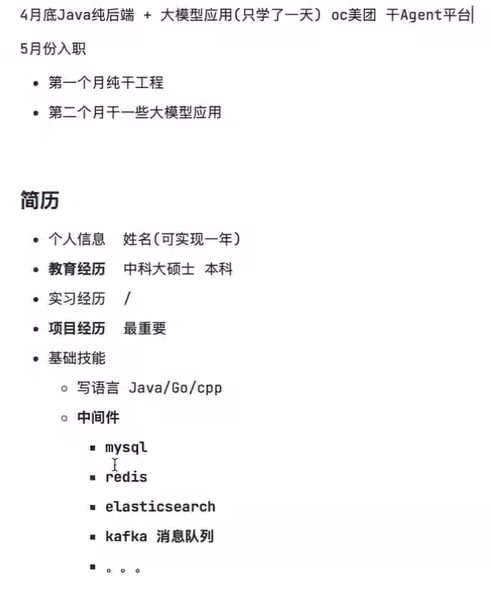 4月底Java纯后端 + 大模型应用(只学了一天) oc美团 干Agent平台
5月份入职
第一个月纯干工程
第二个月干一些大模型应用
简历
个人信息 姓名(可实现一年)
教育经历 中科大硕士 本科
实习经历 /
项目经历 最重要
基础技能
写语言 Java/Go/cpp
中间件
mysql
redis
elasticsearch
kafka 消息队列
。。。